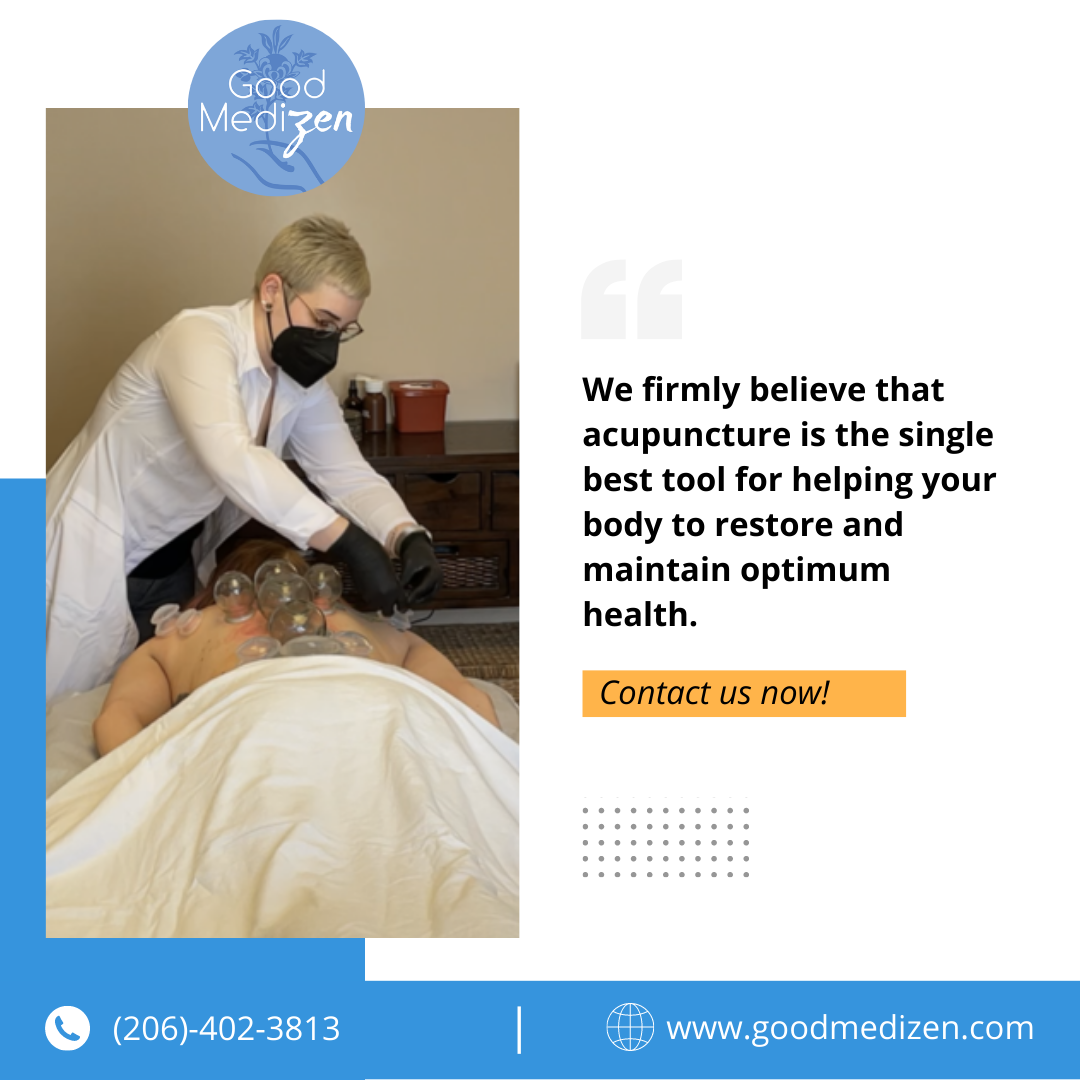 Good
Medizen
We firmly believe that
acupuncture is the single
best tool for helping your
body to restore and
maintain optimum
health.
Contact us now!
(206)-402-3813 | www.goodmedizen.com